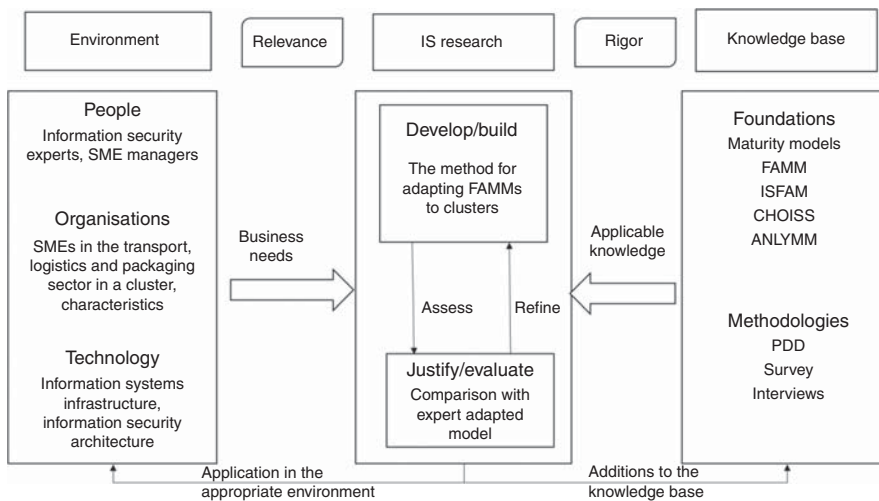 Environment
Relevance
IS research
Rigor
Knowledge base
People
Information security
experts, SME managers
Organisations
SMEs in the transport,
logistics and packaging
sector in a cluster,
characteristics
Technology
Information systems
infrastructure,
information security
architecture
Business
needs
Develop/build
The method for
adapting FAMMs
to clusters
Assess
Refine
Justify/evaluate
Comparison with
expert adapted
model
Applicable
knowledge
Foundations
Maturity models
FAMM
ISFAM
CHOISS
ANLYMM
Methodologies
PDD
Survey
Interviews
Application in the
appropriate environment
Additions to the
knowledge base